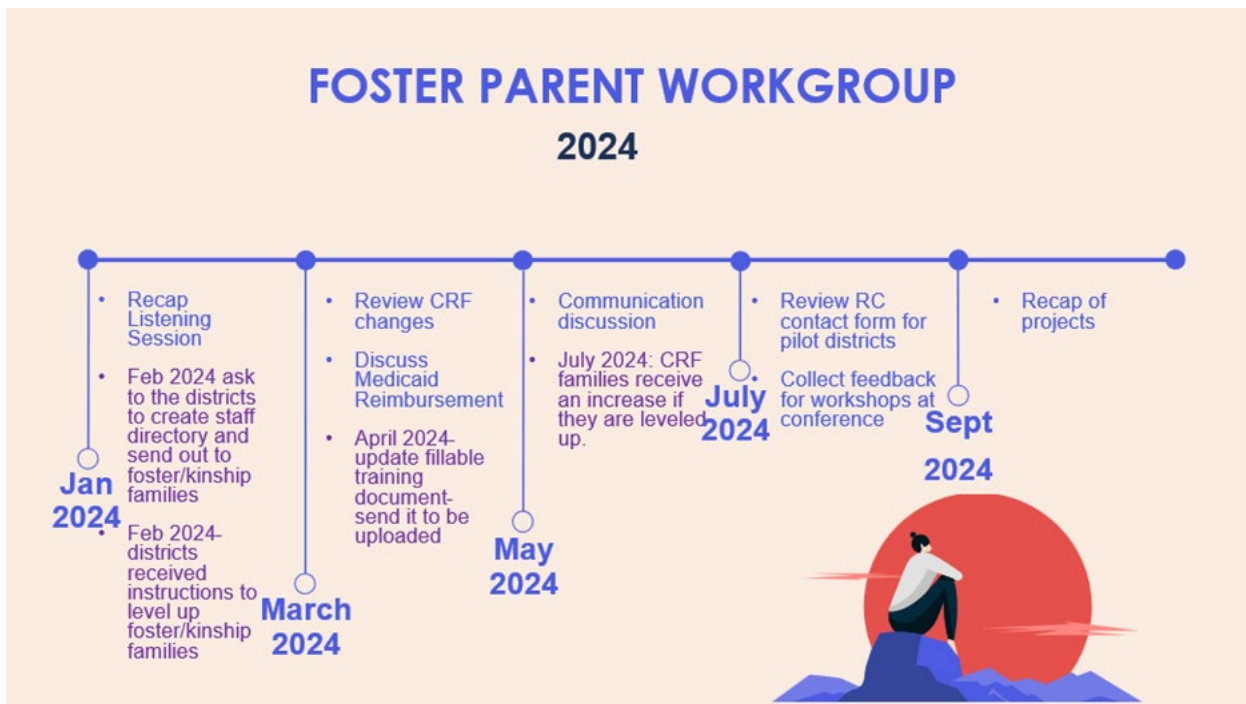 FOSTER PARENT WORKGROUP
2024
• Recap
Listening
Session
• Feb 2024 ask
to the districts
to create staff
directory and
send out to
foster/kinship
families
• Feb 2024-
districts
received
instructions to
level up
foster/kinship
families
Jan
2024
• Review CRF
changes
• Discuss
Medicaid
Reimbursement
• April 2024-
update fillable
training
document-
send it to be
uploaded
March
2024
• Communication
discussion
• July 2024: CRF
families receive
an increase if
they are leveled
up.
May
2024
• Review RC
contact form for
pilot districts
• Collect feedback
for workshops at
conference
July
2024
• Recap of
projects
Sept
2024